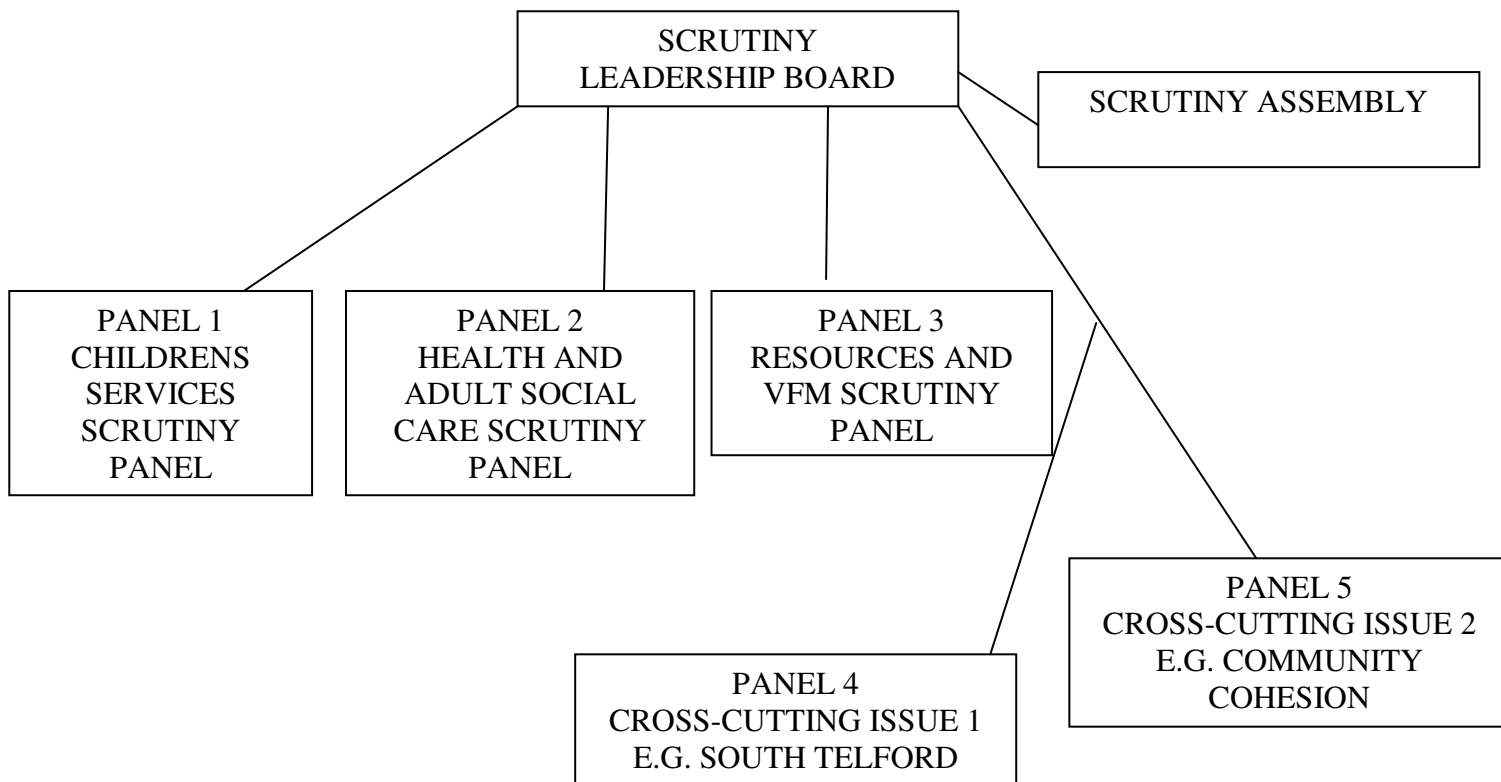 SCRUTINY
LEADERSHIP BOARD
SCRUTINY ASSEMBLY
PANEL 1
CHILDRENS
SERVICES
SCRUTINY
PANEL
PANEL 2
HEALTH AND
ADULT SOCIAL
CARE SCRUTINY
PANEL
PANEL 3
RESOURCES AND
VFM SCRUTINY
PANEL
PANEL 4
CROSS-CUTTING ISSUE 1
E.G. SOUTH TELFORD
PANEL 5
CROSS-CUTTING ISSUE 2
E.G. COMMUNITY
COHESION